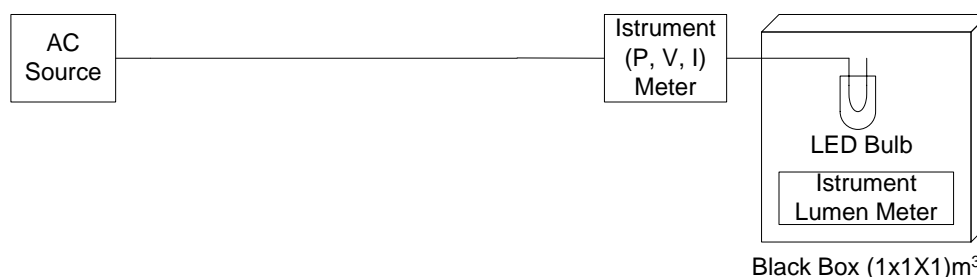 AC
Source
Istrument
(P, V, I)
Meter
LED Bulb
Istrument
Lumen Meter
Black Box (1x1X1)m³